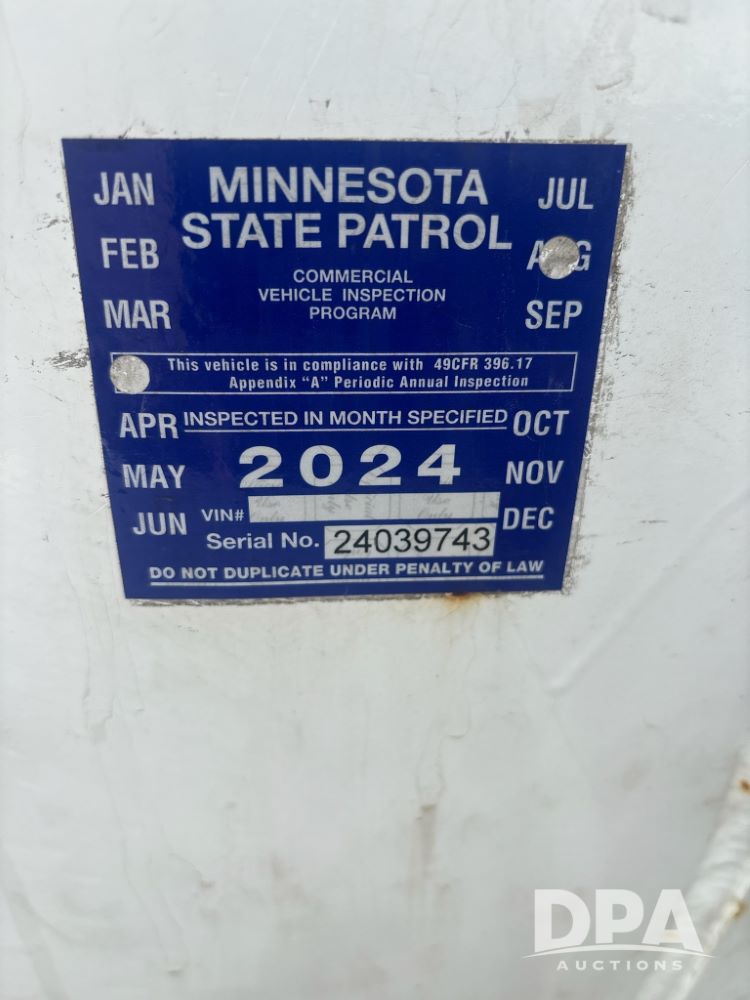 MINNESOTA
STATE PATROL
COMMERCIAL
VEHICLE INSPECTION
PROGRAM
JAN
FEB
MAR
JUL
SEP
This vehicle is in compliance with 49CFR 396.17
Appendix "A" Periodic Annual Inspection
INSPECTED IN MONTH SPECIFIED
APR
MAY
JUN
OCT
NOV
DEC
2024
VIN#
Serial No. 24039743
DO NOT DUPLICATE UNDER PENALTY OF LAW
DPA
AUCTIONS